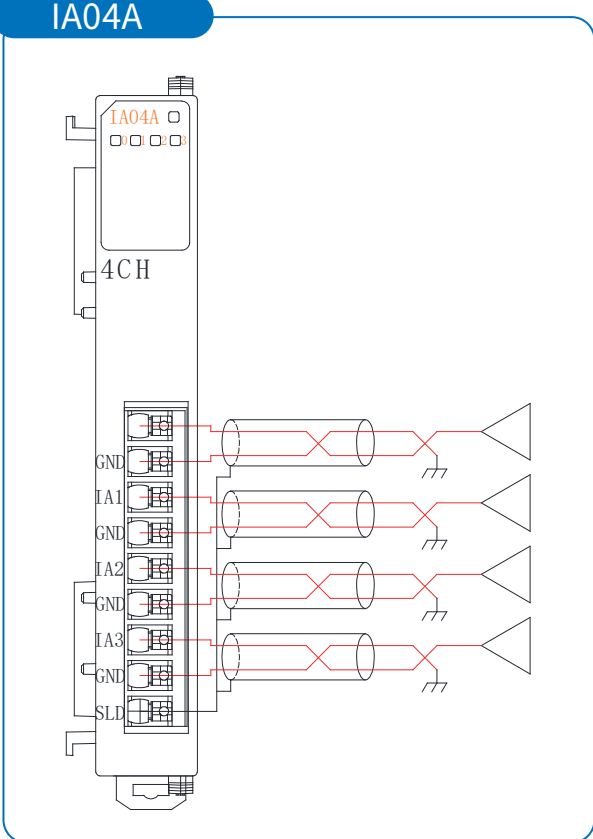 IA04A
IA04A
0 1 2 3
4CH
GND
IA1
GND
IA2
GND
IA3
GND
SLD